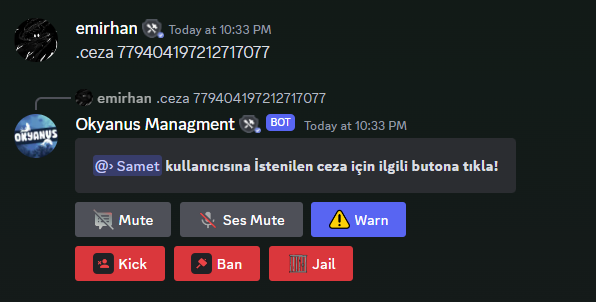 emirhan Today at 10:33 PM
.ceza 779404197212717077
emirhan .ceza 779404197212717077
OKYANUS
Okyanus Managment BOT Today at 10:33 PM
@› Samet kullanıcısına İstenilen ceza için ilgili butona tıkla!
Mute Ses Mute Warn
Kick Ban Jail